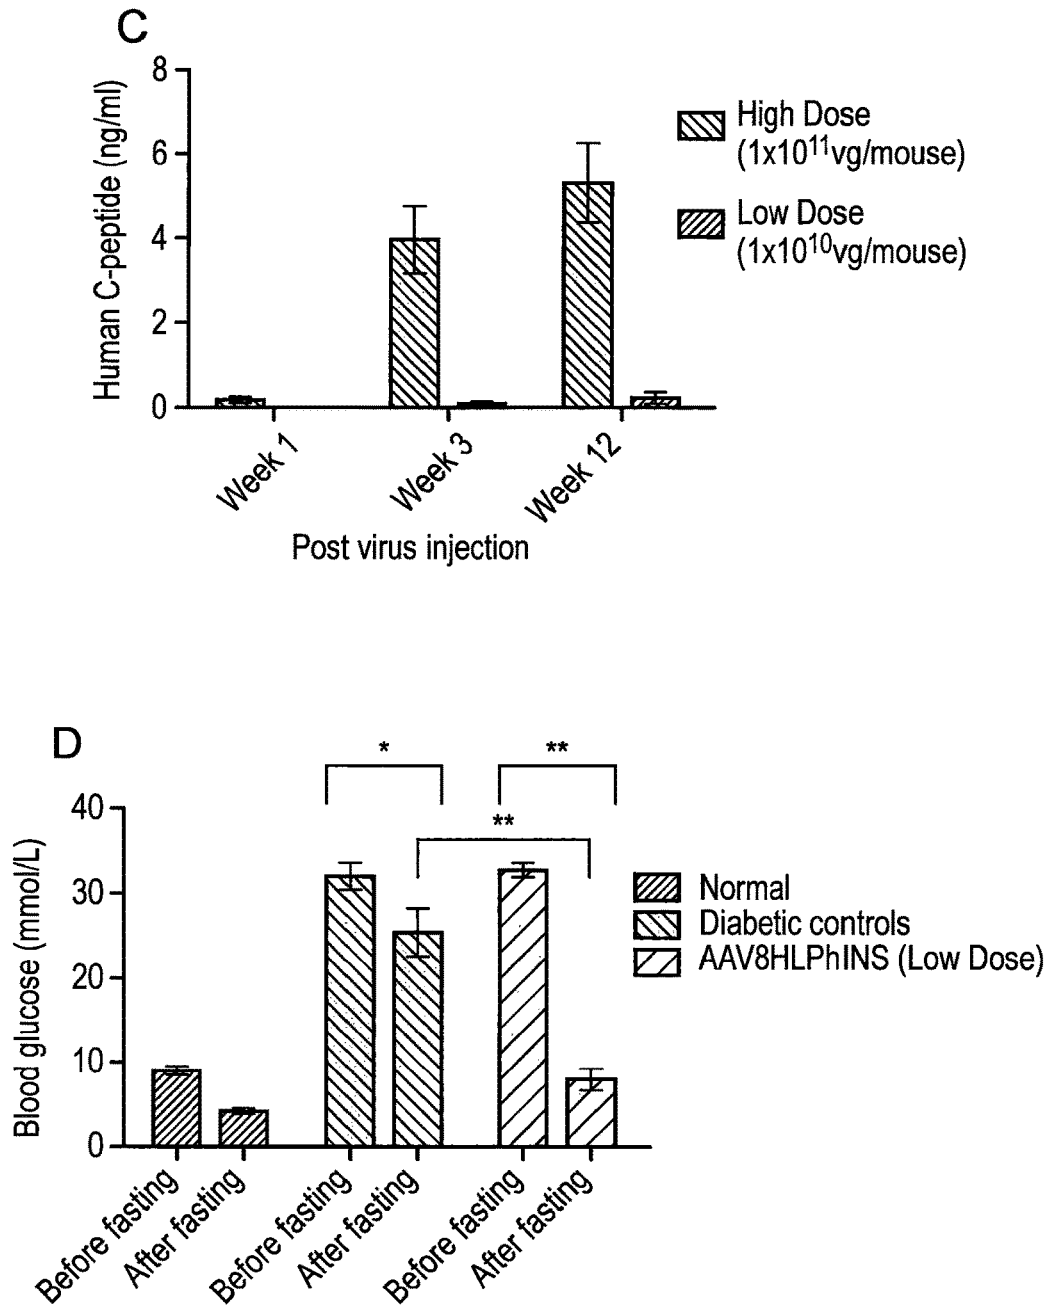 C
8
6
4
2
0
Human C-peptide (ng/ml)
High Dose
(1x10¹¹vg/mouse)
Low Dose
(1x10¹⁰vg/mouse)
Week 1
Week 3
Week 12
Post virus injection
D
*
**
**
40
30
20
10
0
Blood glucose (mmol/L)
Normal
Diabetic controls
AAV8HLPhINS (Low Dose)
Before fasting
After fasting
Before fasting
After fasting
Before fasting
After fasting